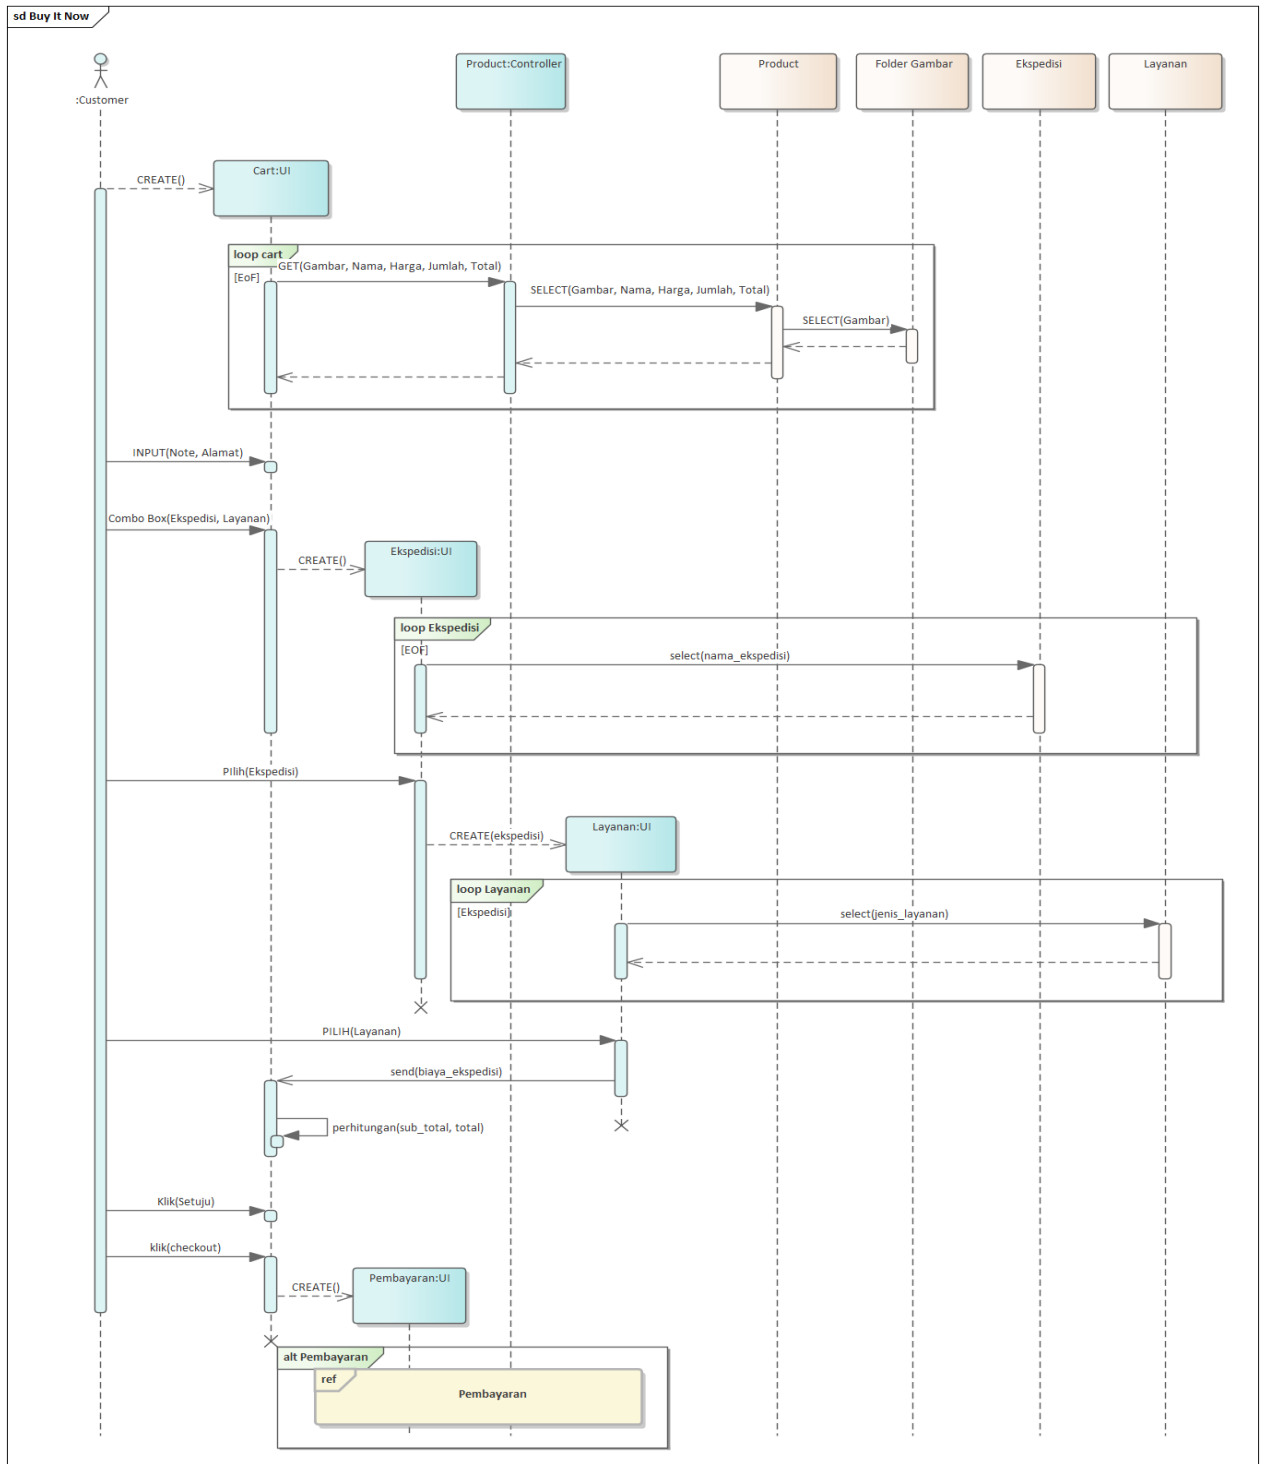 sd Buy It Now
:Customer
Product:Controller
Product
Folder Gambar
Ekspedisi
Layanan
Cart:UI
CREATE()
loop cart
GET(Gambar, Nama, Harga, Jumlah, Total)
[EoF]
SELECT(Gambar, Nama, Harga, Jumlah, Total)
SELECT(Gambar)
INPUT(Note, Alamat)
Combo Box(Ekspedisi, Layanan)
Ekspedisi:UI
CREATE()
loop Ekspedisi
[EOF]
select(nama_ekspedisi)
PIlih(Ekspedisi)
Layanan:UI
CREATE(ekspedisi)
loop Layanan
[Ekspedisi]
select(jenis_layanan)
PILIH(Layanan)
send(biaya_ekspedisi)
perhitungan(sub_total, total)
Klik(Setuju)
klik(checkout)
Pembayaran:UI
CREATE()
alt Pembayaran
ref
Pembayaran